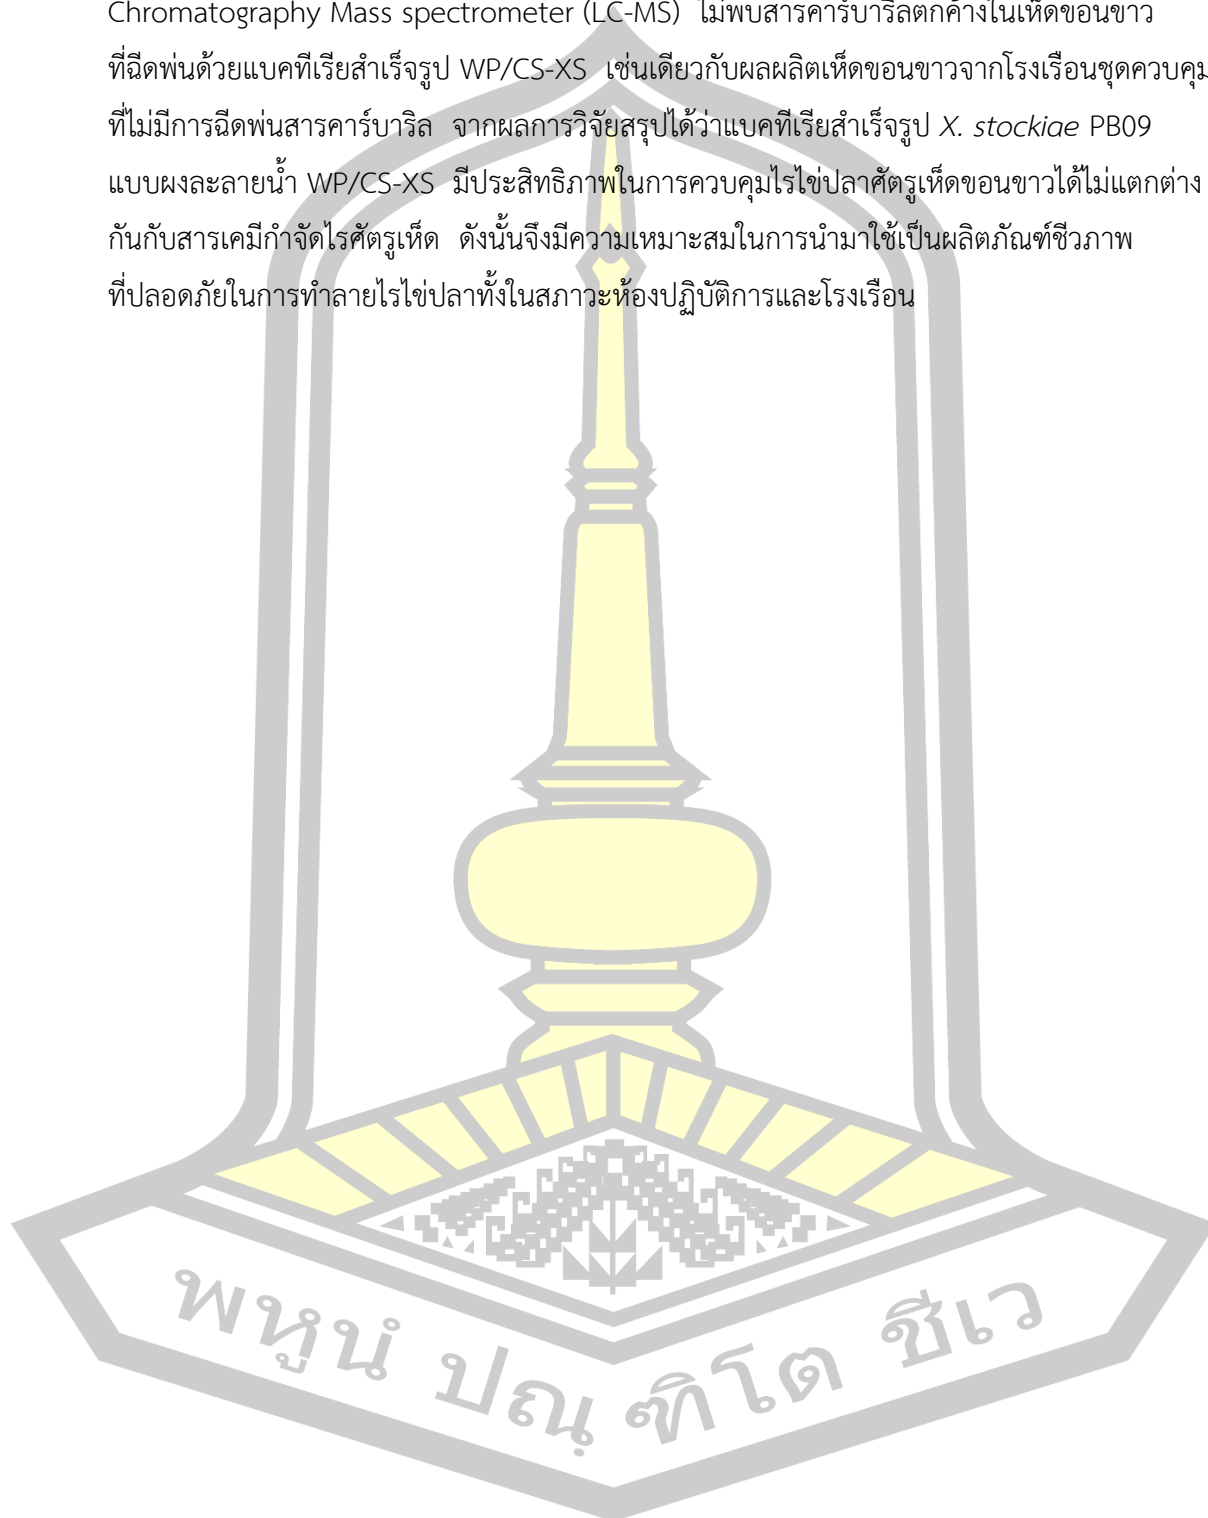 Chromatography Mass spectrometer (LC-MS) ไม่พบสารคาร์บาริลตกค้างในเห็ดขอนขาว
ที่ฉีดพ่นด้วยแบคทีเรียสำเร็จรูป WP/CS-XS เช่นเดียวกับผลผลิตเห็ดขอนขาวจากโรงเรือนชุดควบคุม
ที่ไม่มีการฉีดพ่นสารคาร์บาริล จากผลการวิจัยสรุปได้ว่าแบคทีเรียสำเร็จรูป X. stockiae PB09
แบบผงละลายน้ำ WP/CS-XS มีประสิทธิภาพในการควบคุมไรไข่ปลาศัตรูเห็ดขอนขาวได้ไม่แตกต่าง
กันกับสารเคมีกำจัดไรศัตรูเห็ด ดังนั้นจึงมีความเหมาะสมในการนำมาใช้เป็นผลิตภัณฑ์ชีวภาพ
ที่ปลอดภัยในการทำลายไรไข่ปลาทั้งในสภาวะห้องปฏิบัติการและโรงเรือน
พหูนํ ปณฺฑิโต ชีเว